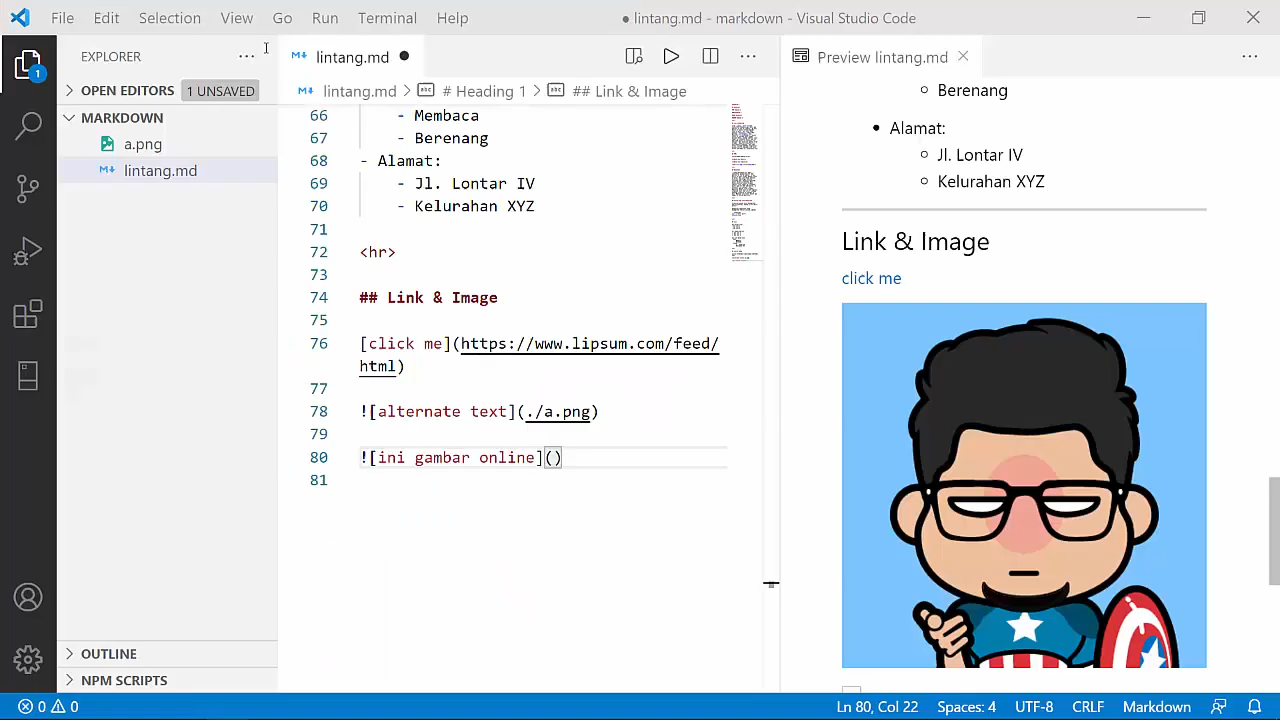 File Edit Selection View Go Run Terminal Help
● lintang.md - markdown - Visual Studio Code
EXPLORER
OPEN EDITORS 1 UNSAVED
MARKDOWN
a.png
lintang.md
OUTLINE
NPM SCRIPTS
1
lintang.md ●
lintang.md > # Heading 1 > ## Link & Image
66 - Membaca
67 - Berenang
68 - Alamat:
69 - Jl. Lontar IV
70 - Kelurahan XYZ
71
72 <hr>
73
74 ## Link & Image
75
76 [click me](https://www.lipsum.com/feed/
html)
77
78 ![alternate text](./a.png)
79
80 ![ini gambar online]()
81
Preview lintang.md
Berenang
Alamat:
Jl. Lontar IV
Kelurahan XYZ
Link & Image
click me
0 0 Ln 80, Col 22 Spaces: 4 UTF-8 CRLF Markdown